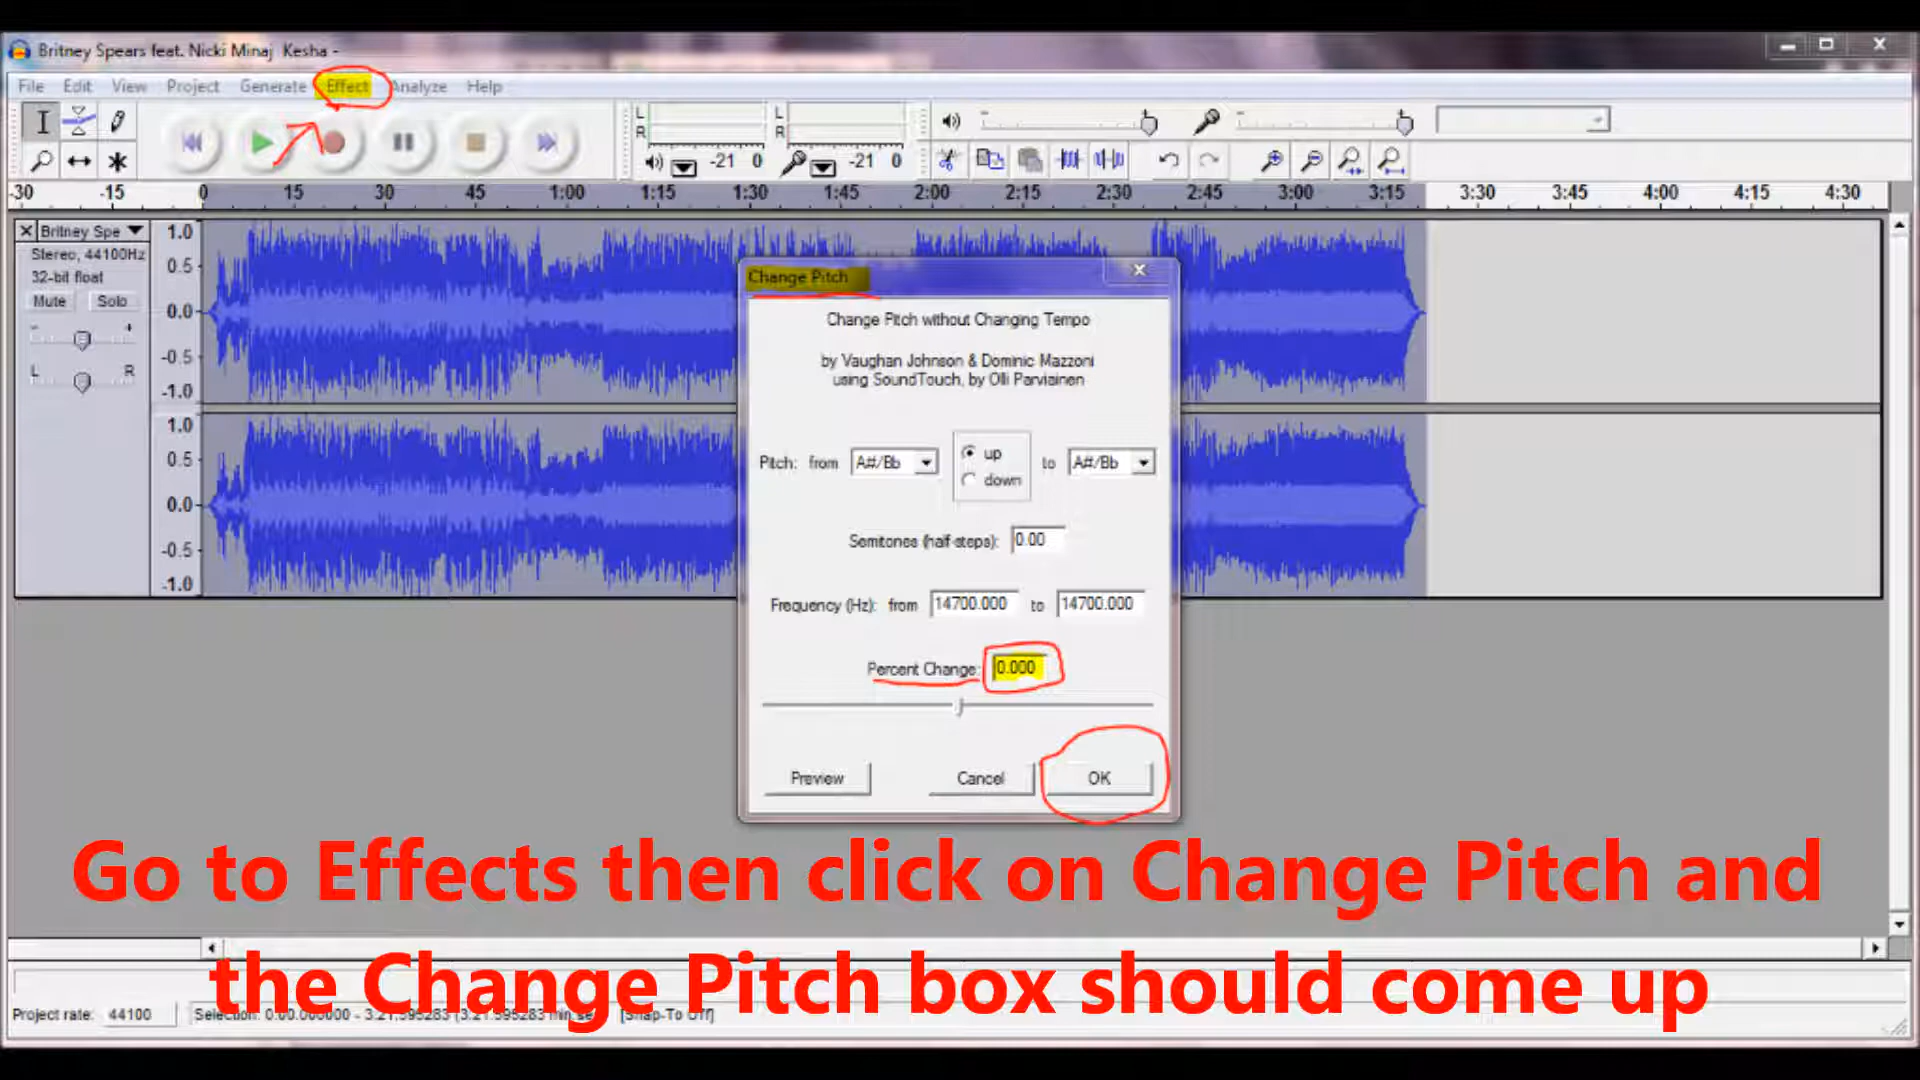 Britney Spears feat. Nicki Minaj Kesha -
File Edit View Project Generate Effect Analyze Help
L R L R
-21 0 -21 0
-30 -15 0 15 30 45 1:00 1:15 1:30 1:45 2:00 2:15 2:30 2:45 3:00 3:15 3:30 3:45 4:00 4:15 4:30
Britney Spe
Stereo, 44100Hz
32-bit float
Mute Solo
- +
L R
1.0
0.5
0.0
-0.5
-1.0
1.0
0.5
0.0
-0.5
-1.0
Change Pitch
Change Pitch without Changing Tempo
by Vaughan Johnson & Dominic Mazzoni
using SoundTouch, by Olli Parviainen
Pitch: from A#/Bb up down to A#/Bb
Semitones (half-steps): 0.00
Frequency (Hz): from 14700.000 to 14700.000
Percent Change: 0.000
Preview Cancel OK
Go to Effects then click on Change Pitch and
the Change Pitch box should come up
Project rate: 44100 Selection: 0:00.000000 - 3:21.595283 (3:21.595283 min:sec) [Snap-To Off]